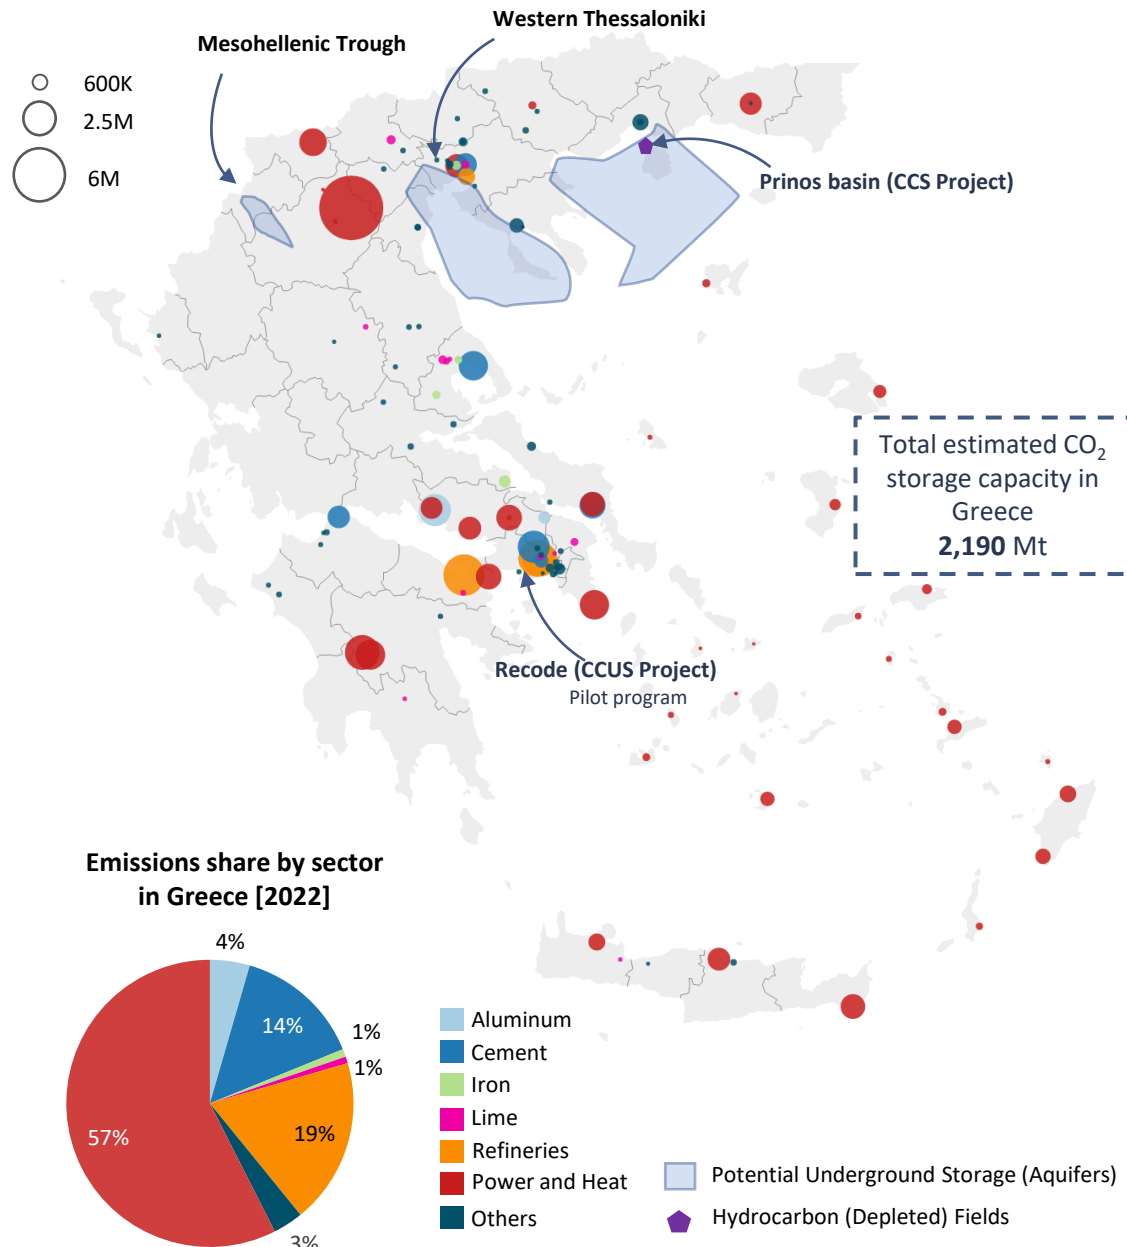 Western Thessaloniki
Mesohellenic Trough
600K
2.5M
6M
Prinos basin (CCS Project)
Total estimated CO₂
storage capacity in
Greece
2,190 Mt
Recode (CCUS Project)
Pilot program
Emissions share by sector
in Greece [2022]
4%
14%
1%
1%
19%
57%
3%
Aluminum
Cement
Iron
Lime
Refineries
Power and Heat
Others
Potential Underground Storage (Aquifers)
Hydrocarbon (Depleted) Fields